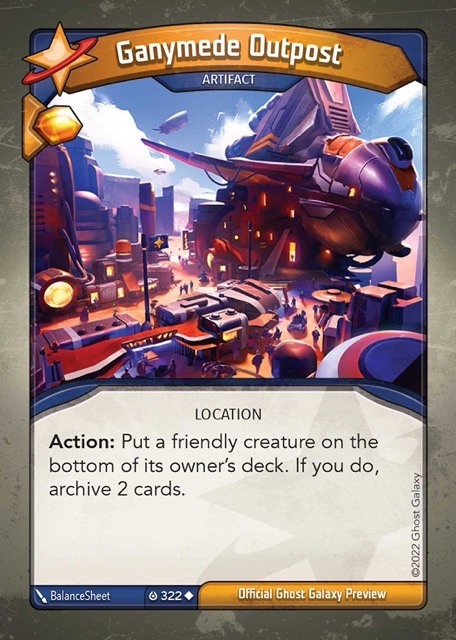 Ganymede Outpost
ARTIFACT
LOCATION
Action: Put a friendly creature on the
bottom of its owner's deck. If you do,
archive 2 cards.
©2022 Ghost Galaxy
BalanceSheet
322
Official Ghost Galaxy Preview